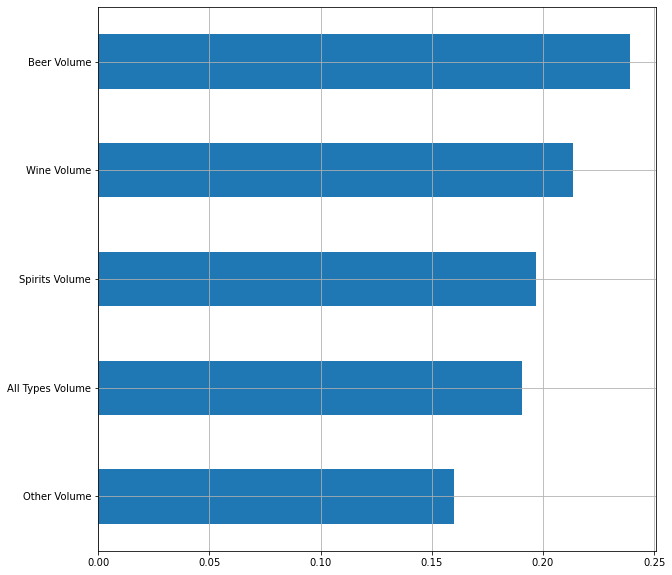 Beer Volume
Wine Volume
Spirits Volume
All Types Volume
Other Volume
0.00 0.05 0.10 0.15 0.20 0.25